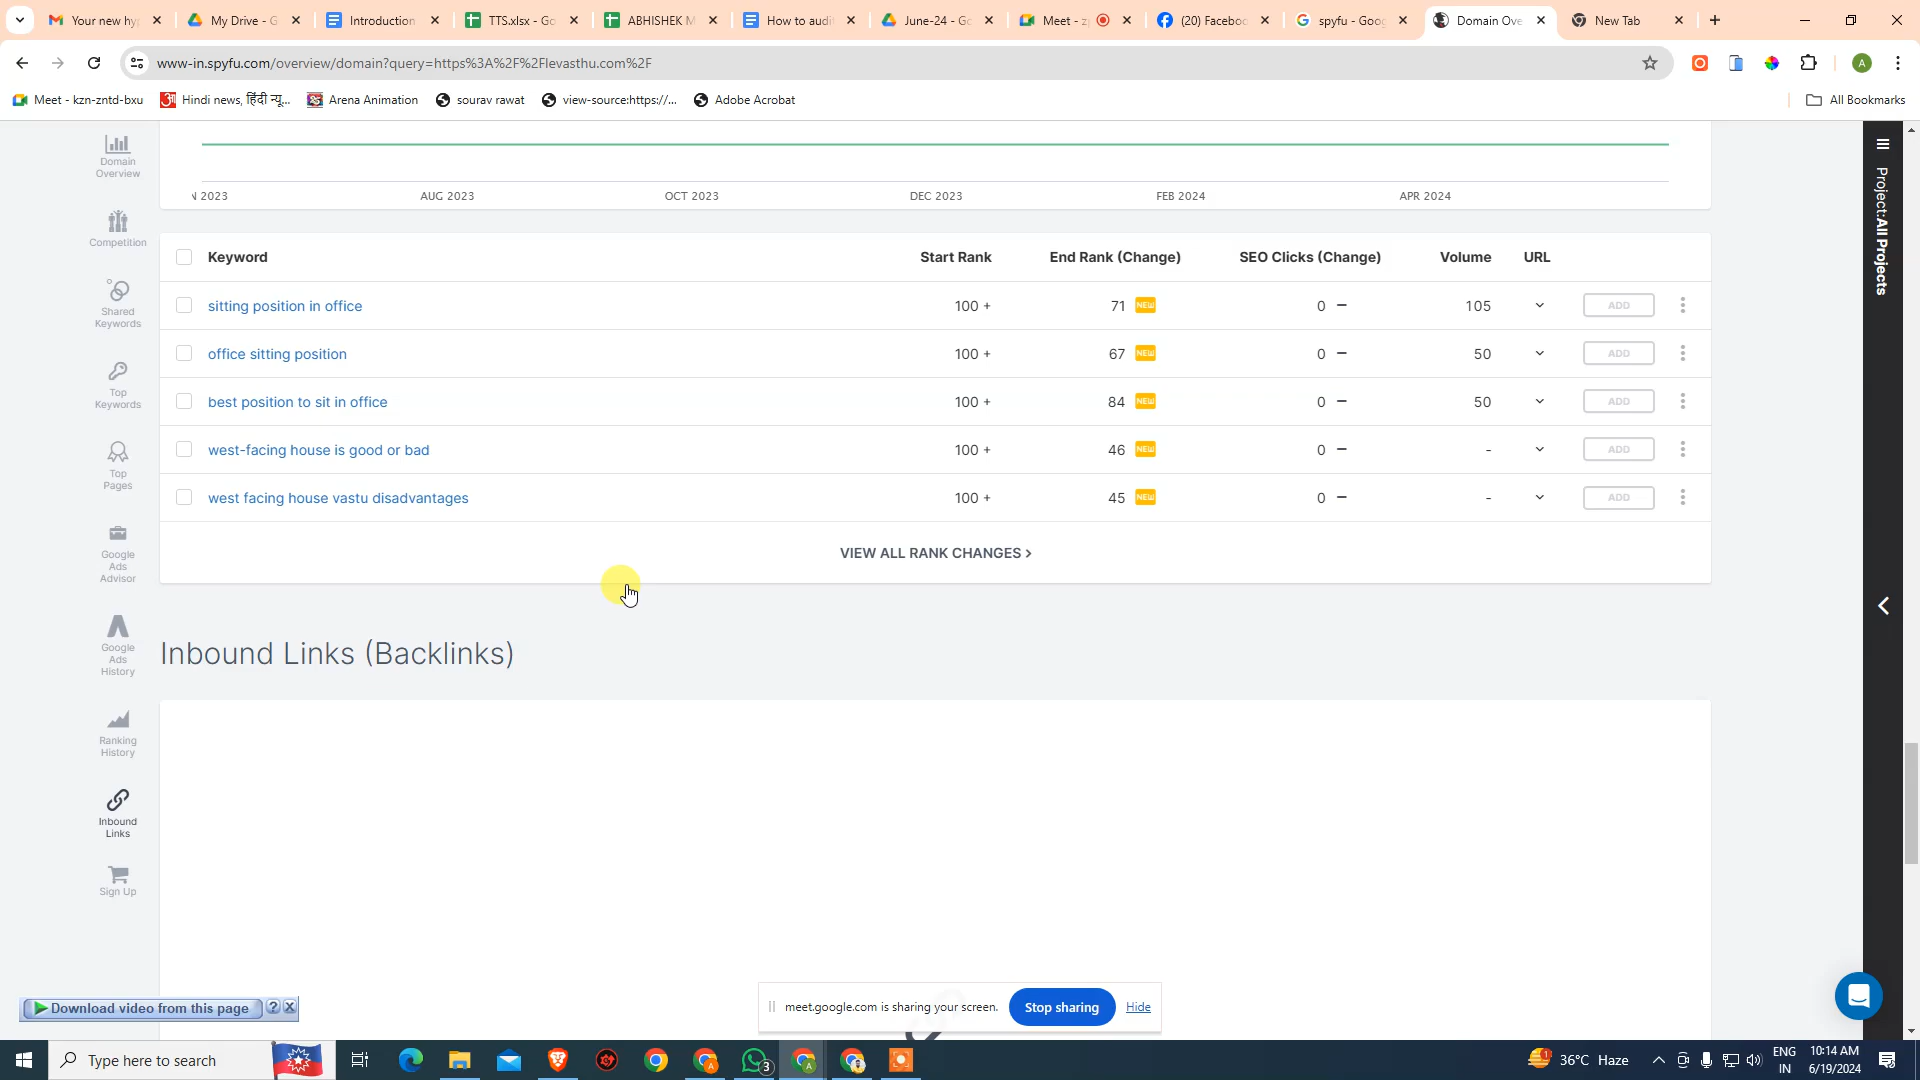 Your new hy
My Drive - G
Introduction
TTS.xlsx - Go
ABHISHEK M
How to audi
June-24 - Go
Meet - z
(20) Faceboo
spyfu - Goog
Domain Ove
New Tab
www-in.spyfu.com/overview/domain?query=https%3A%2F%2Flevasthu.com%2F
A
Meet - kzn-zntd-bxu
Hindi news, हिंदी न्यू...
Arena Animation
sourav rawat
view-source:https://...
Adobe Acrobat
All Bookmarks
Domain
Overview
Competition
Shared
Keywords
Top
Keywords
Top
Pages
Google
Ads
Advisor
Google
Ads
History
Ranking
History
Inbound
Links
Sign Up
N 2023 AUG 2023 OCT 2023 DEC 2023 FEB 2024 APR 2024
Keyword Start Rank End Rank (Change) SEO Clicks (Change) Volume URL
sitting position in office 100 + 71 NEW 0 – 105 ADD
office sitting position 100 + 67 NEW 0 – 50 ADD
best position to sit in office 100 + 84 NEW 0 – 50 ADD
west-facing house is good or bad 100 + 46 NEW 0 – - ADD
west facing house vastu disadvantages 100 + 45 NEW 0 – - ADD
VIEW ALL RANK CHANGES >
Inbound Links (Backlinks)
Project:All Projects
Download video from this page
meet.google.com is sharing your screen. Stop sharing Hide
Type here to search
3
36°C Haze
ENG
IN
10:14 AM
6/19/2024